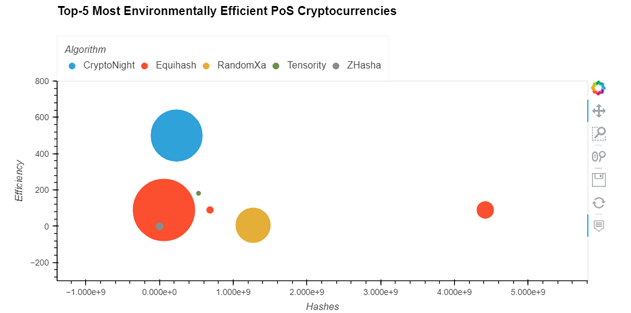 Top-5 Most Environmentally Efficient PoS Cryptocurrencies
Algorithm
CryptoNight Equihash RandomXa Tensority ZHasha
800
600
400
200
0
−200
Efficiency
−1.000e+9 0.000e+0 1.000e+9 2.000e+9 3.000e+9 4.000e+9 5.000e+9
Hashes